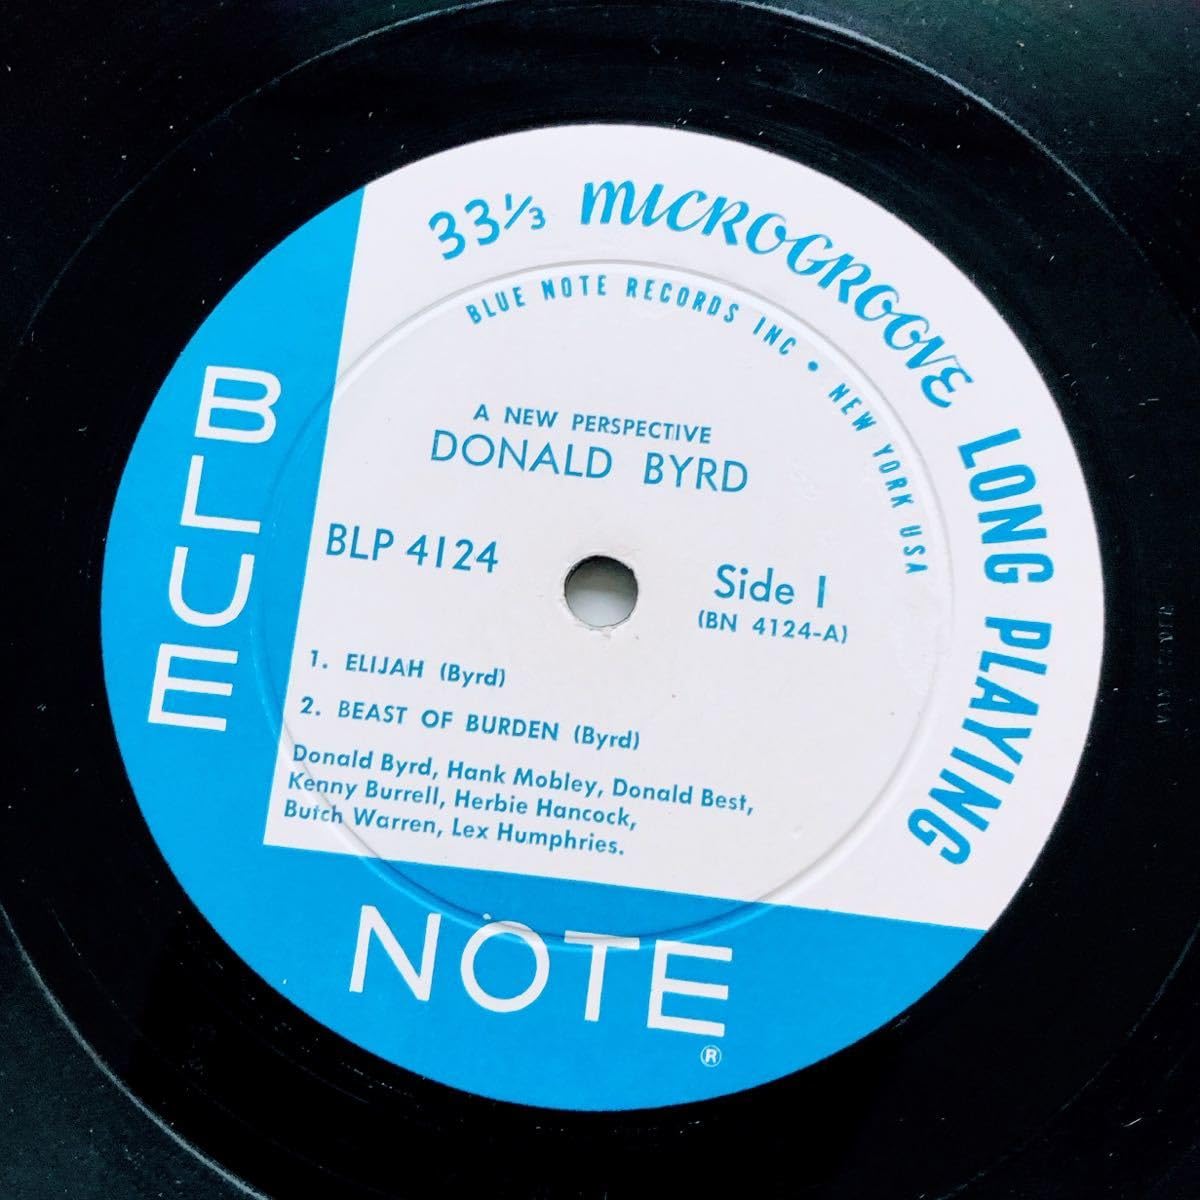 33⅓ MICROGROOVE LONG PLAYING
BLUE NOTE RECORDS INC • NEW YORK USA
A NEW PERSPECTIVE
DONALD BYRD
BLP 4124
Side 1
(BN 4124-A)
1. ELIJAH (Byrd)
2. BEAST OF BURDEN (Byrd)
Donald Byrd, Hank Mobley, Donald Best,
Kenny Burrell, Herbie Hancock,
Butch Warren, Lex Humphries.
BLUE
NOTE
®